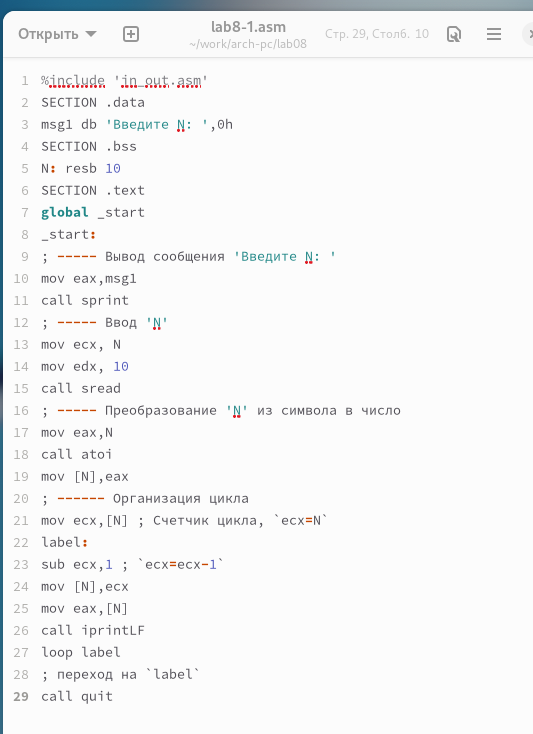 Открыть
lab8-1.asm
~/work/arch-pc/lab08
Стр. 29, Столб. 10
1 %include 'in_out.asm'
2 SECTION .data
3 msg1 db 'Введите N: ',0h
4 SECTION .bss
5 N: resb 10
6 SECTION .text
7 global _start
8 _start:
9 ; ----- Вывод сообщения 'Введите N: '
10 mov eax,msg1
11 call sprint
12 ; ----- Ввод 'N'
13 mov ecx, N
14 mov edx, 10
15 call sread
16 ; ----- Преобразование 'N' из символа в число
17 mov eax,N
18 call atoi
19 mov [N],eax
20 ; ------ Организация цикла
21 mov ecx,[N] ; Счетчик цикла, `ecx=N`
22 label:
23 sub ecx,1 ; `ecx=ecx-1`
24 mov [N],ecx
25 mov eax,[N]
26 call iprintLF
27 loop label
28 ; переход на `label`
29 call quit